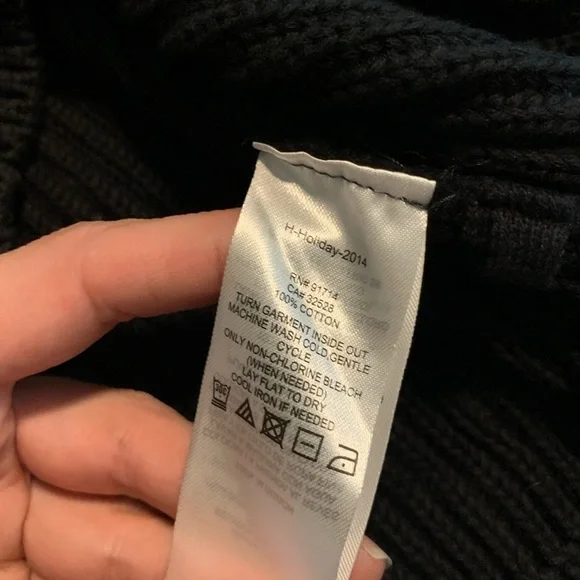 H-Holiday-2014
RN# 91714
CA# 32528
100% COTTON
TURN GARMENT INSIDE OUT
MACHINE WASH COLD,GENTLE
CYCLE
ONLY NON-CHLORINE BLEACH
(WHEN NEEDED)
LAY FLAT TO DRY
COOL IRON IF NEEDED